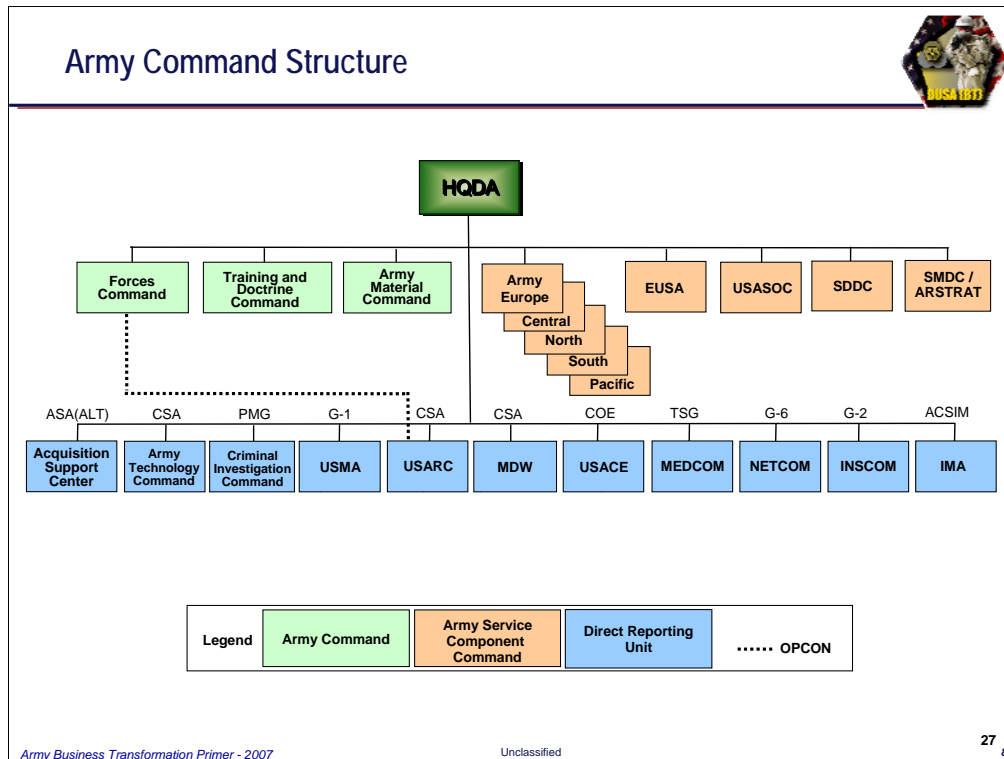 Army Command Structure
DUSA (BT)
HQDA
Forces
Command
Training and
Doctrine
Command
Army
Material
Command
Army
Europe
Central
North
South
Pacific
EUSA
USASOC
SDDC
SMDC /
ARSTRAT
ASA(ALT)
CSA
PMG
G-1
CSA
CSA
COE
TSG
G-6
G-2
ACSIM
Acquisition
Support
Center
Army
Technology
Command
Criminal
Investigation
Command
USMA
USARC
MDW
USACE
MEDCOM
NETCOM
INSCOM
IMA
Legend
Army Command
Army Service
Component
Command
Direct Reporting
Unit
OPCON
Army Business Transformation Primer - 2007
Unclassified
27